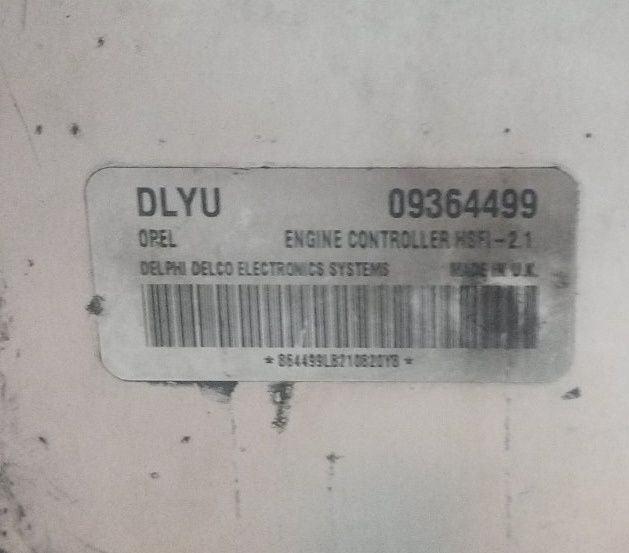 DLYU 09364499
OPEL ENGINE CONTROLLER HSFI-2.1
DELPHI DELCO ELECTRONICS SYSTEMS MADE IN U.K.
*864499LB210820YB*